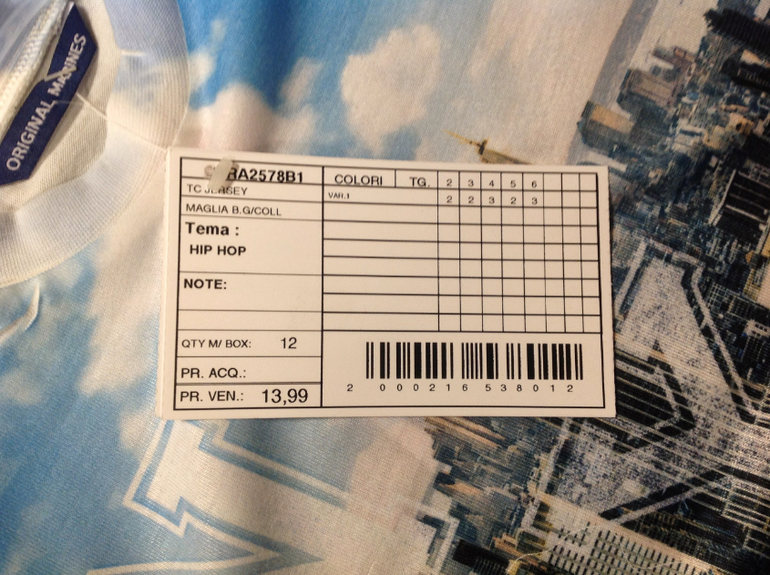 ORIGINAL MARINES
RA2578B1
TC JERSEY
MAGLIA B.G/COLL
Tema :
HIP HOP
NOTE:
QTY M/ BOX: 12
PR. ACQ.:
PR. VEN.: 13,99
COLORI TG. 2 3 4 5 6
VAR.1 2 2 3 2 3
2 000216 538012